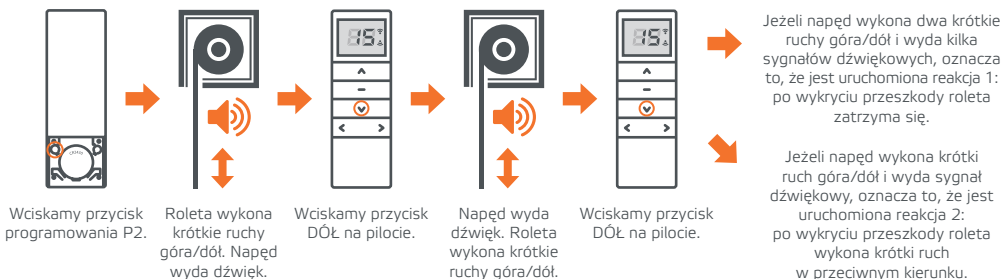 15
15
Jeżeli napęd wykona dwa krótkie
ruchy góra/dół i wyda kilka
sygnałów dźwiękowych, oznacza
to, że jest uruchomiona reakcja 1:
po wykryciu przeszkody roleta
zatrzyma się.
Jeżeli napęd wykona krótki
ruch góra/dół i wyda sygnał
dźwiękowy, oznacza to, że jest
uruchomiona reakcja 2:
po wykryciu przeszkody roleta
wykona krótki ruch
w przeciwnym kierunku.
Wciskamy przycisk
programowania P2.
Roleta wykona
krótkie ruchy
góra/dół. Napęd
wyda dźwięk.
Wciskamy przycisk
DÓŁ na pilocie.
Napęd wyda
dźwięk. Roleta
wykona krótkie
ruchy góra/dół.
Wciskamy przycisk
DÓŁ na pilocie.